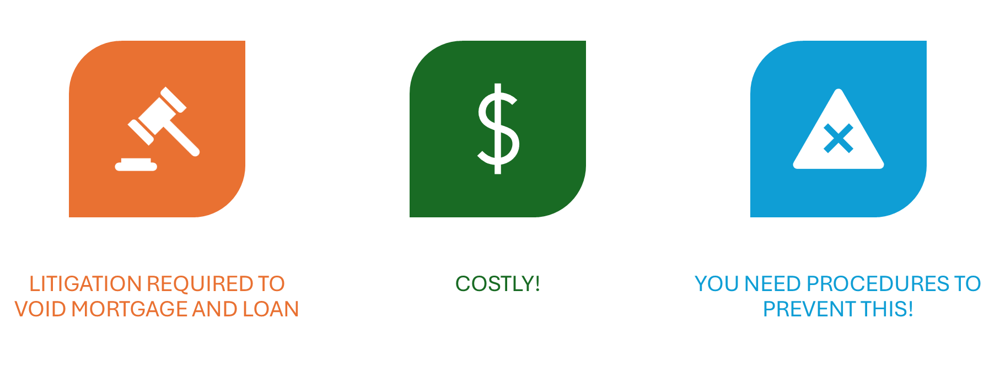 LITIGATION REQUIRED TO
VOID MORTGAGE AND LOAN
COSTLY!
YOU NEED PROCEDURES TO
PREVENT THIS!